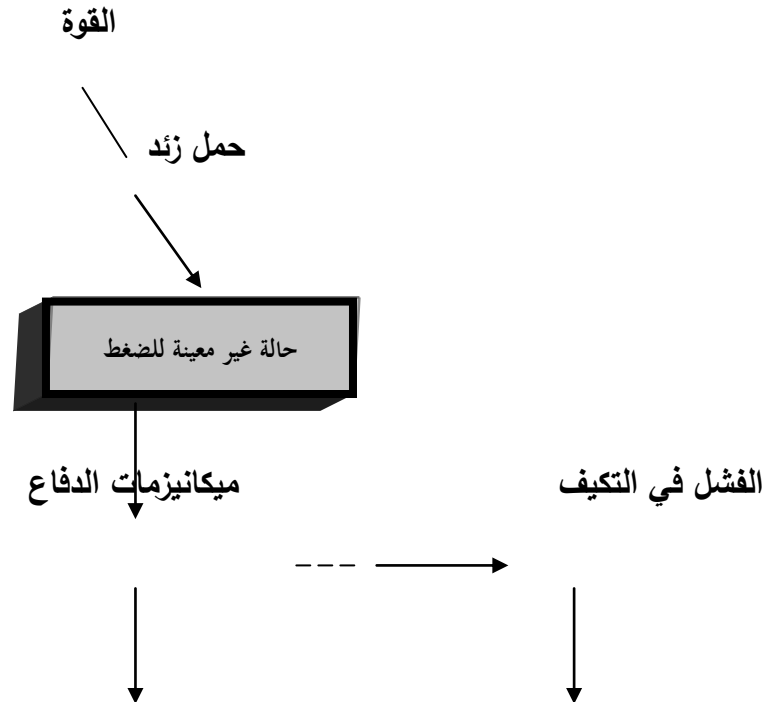 القوة
حمل زئد
حالة غير معينة للضغط
ميكانيزمات الدفاع
الفشل في التكيف